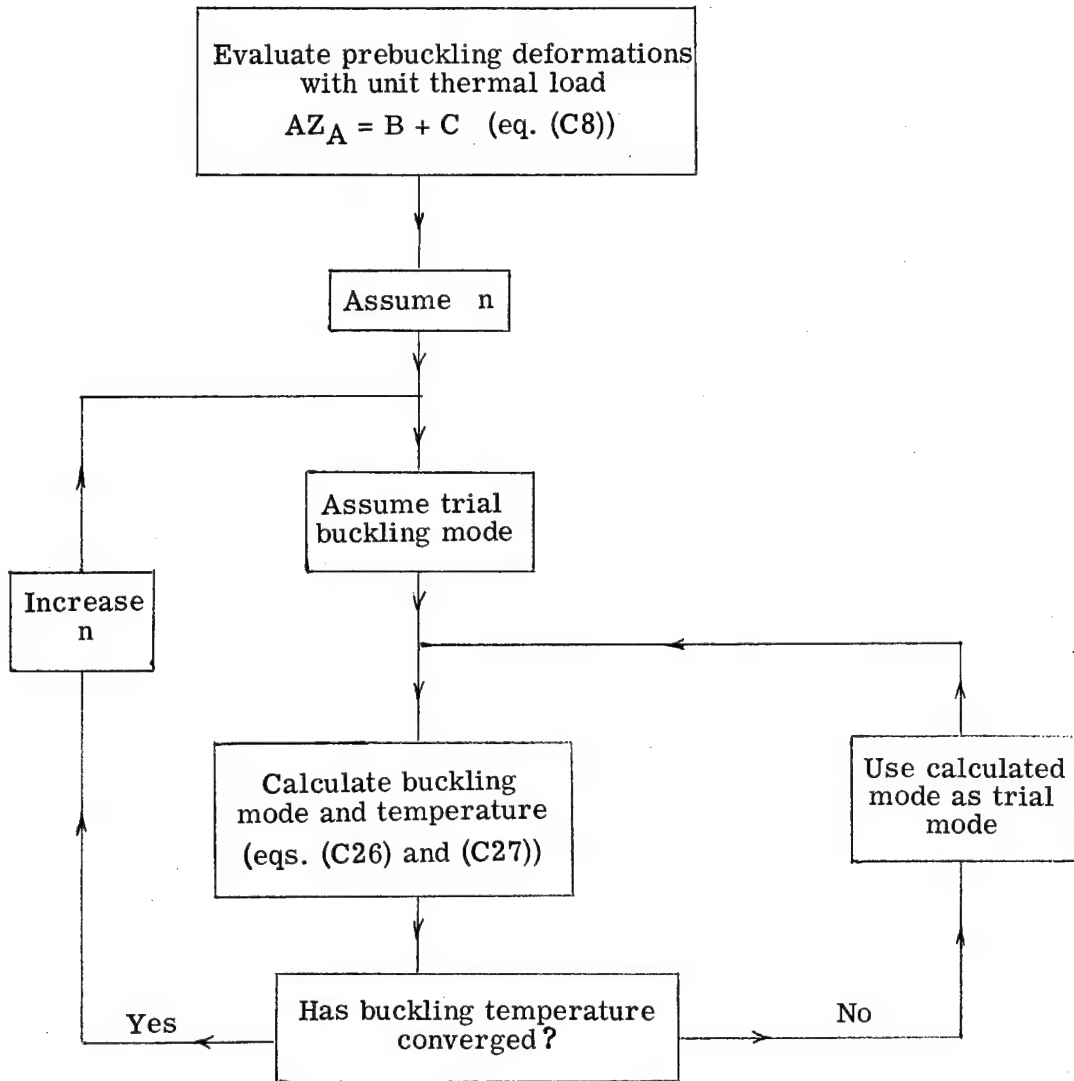 Evaluate prebuckling deformations
with unit thermal load
AZ_A = B + C (eq. (C8))
Assume n
Assume trial
buckling mode
Increase
n
Calculate buckling
mode and temperature
(eqs. (C26) and (C27))
Use calculated
mode as trial
mode
Has buckling temperature
converged?
Yes
No